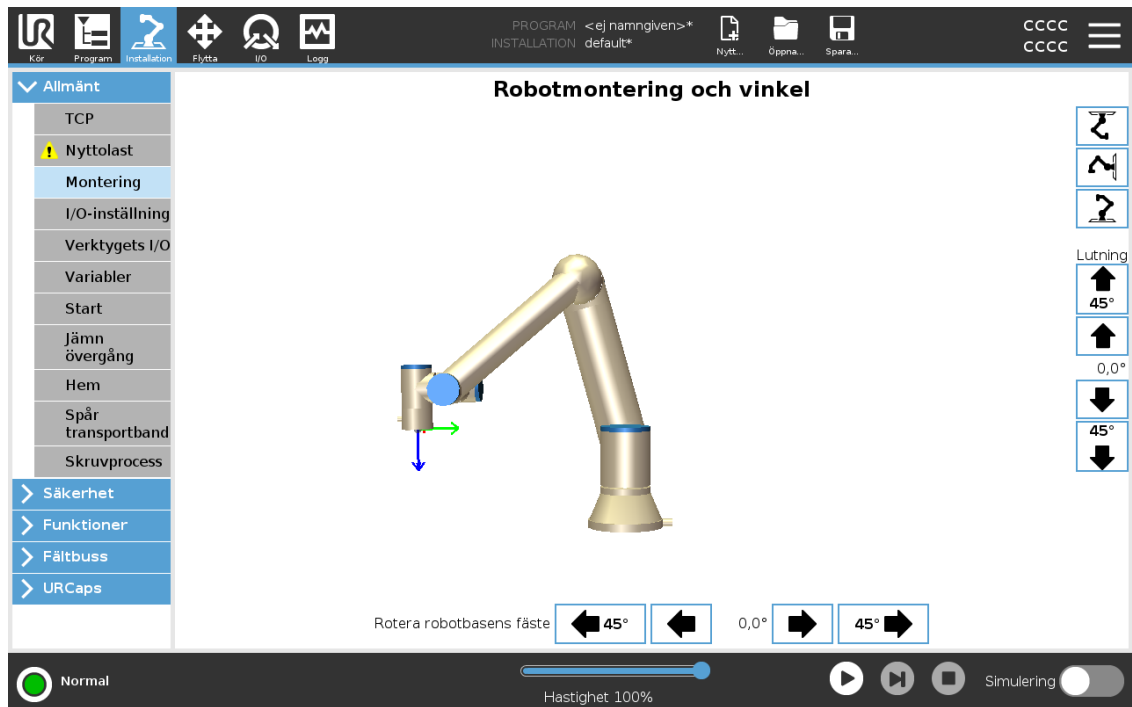 PROGRAM <ej namngiven>*
INSTALLATION default*
UR
Kör
Program
Installation
Flytta
I/O
Logg
Nytt...
Öppna...
Spara...
CCCC
CCCC
Allmänt
TCP
Nyttolast
Montering
I/O-inställning
Verktygets I/O
Variabler
Start
Jämn
övergång
Hem
Spår
transportband
Skruvprocess
Säkerhet
Funktioner
Fältbuss
URCaps
Robotmontering och vinkel
Lutning
45°
0,0°
45°
Rotera robotbasens fäste
45°
0,0°
45°
Normal
Hastighet 100%
Simulering